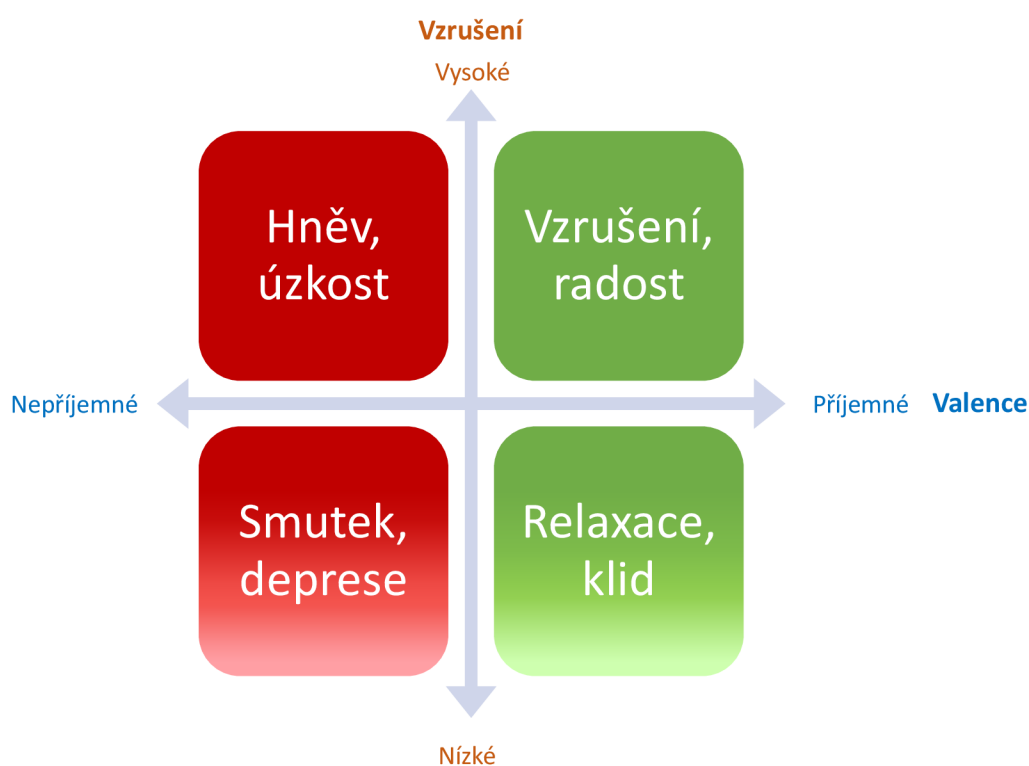 Vzrušení
Vysoké
Hněv,
úzkost
Vzrušení,
radost
Nepříjemné
Příjemné
Valence
Smutek,
deprese
Relaxace,
klid
Nízké